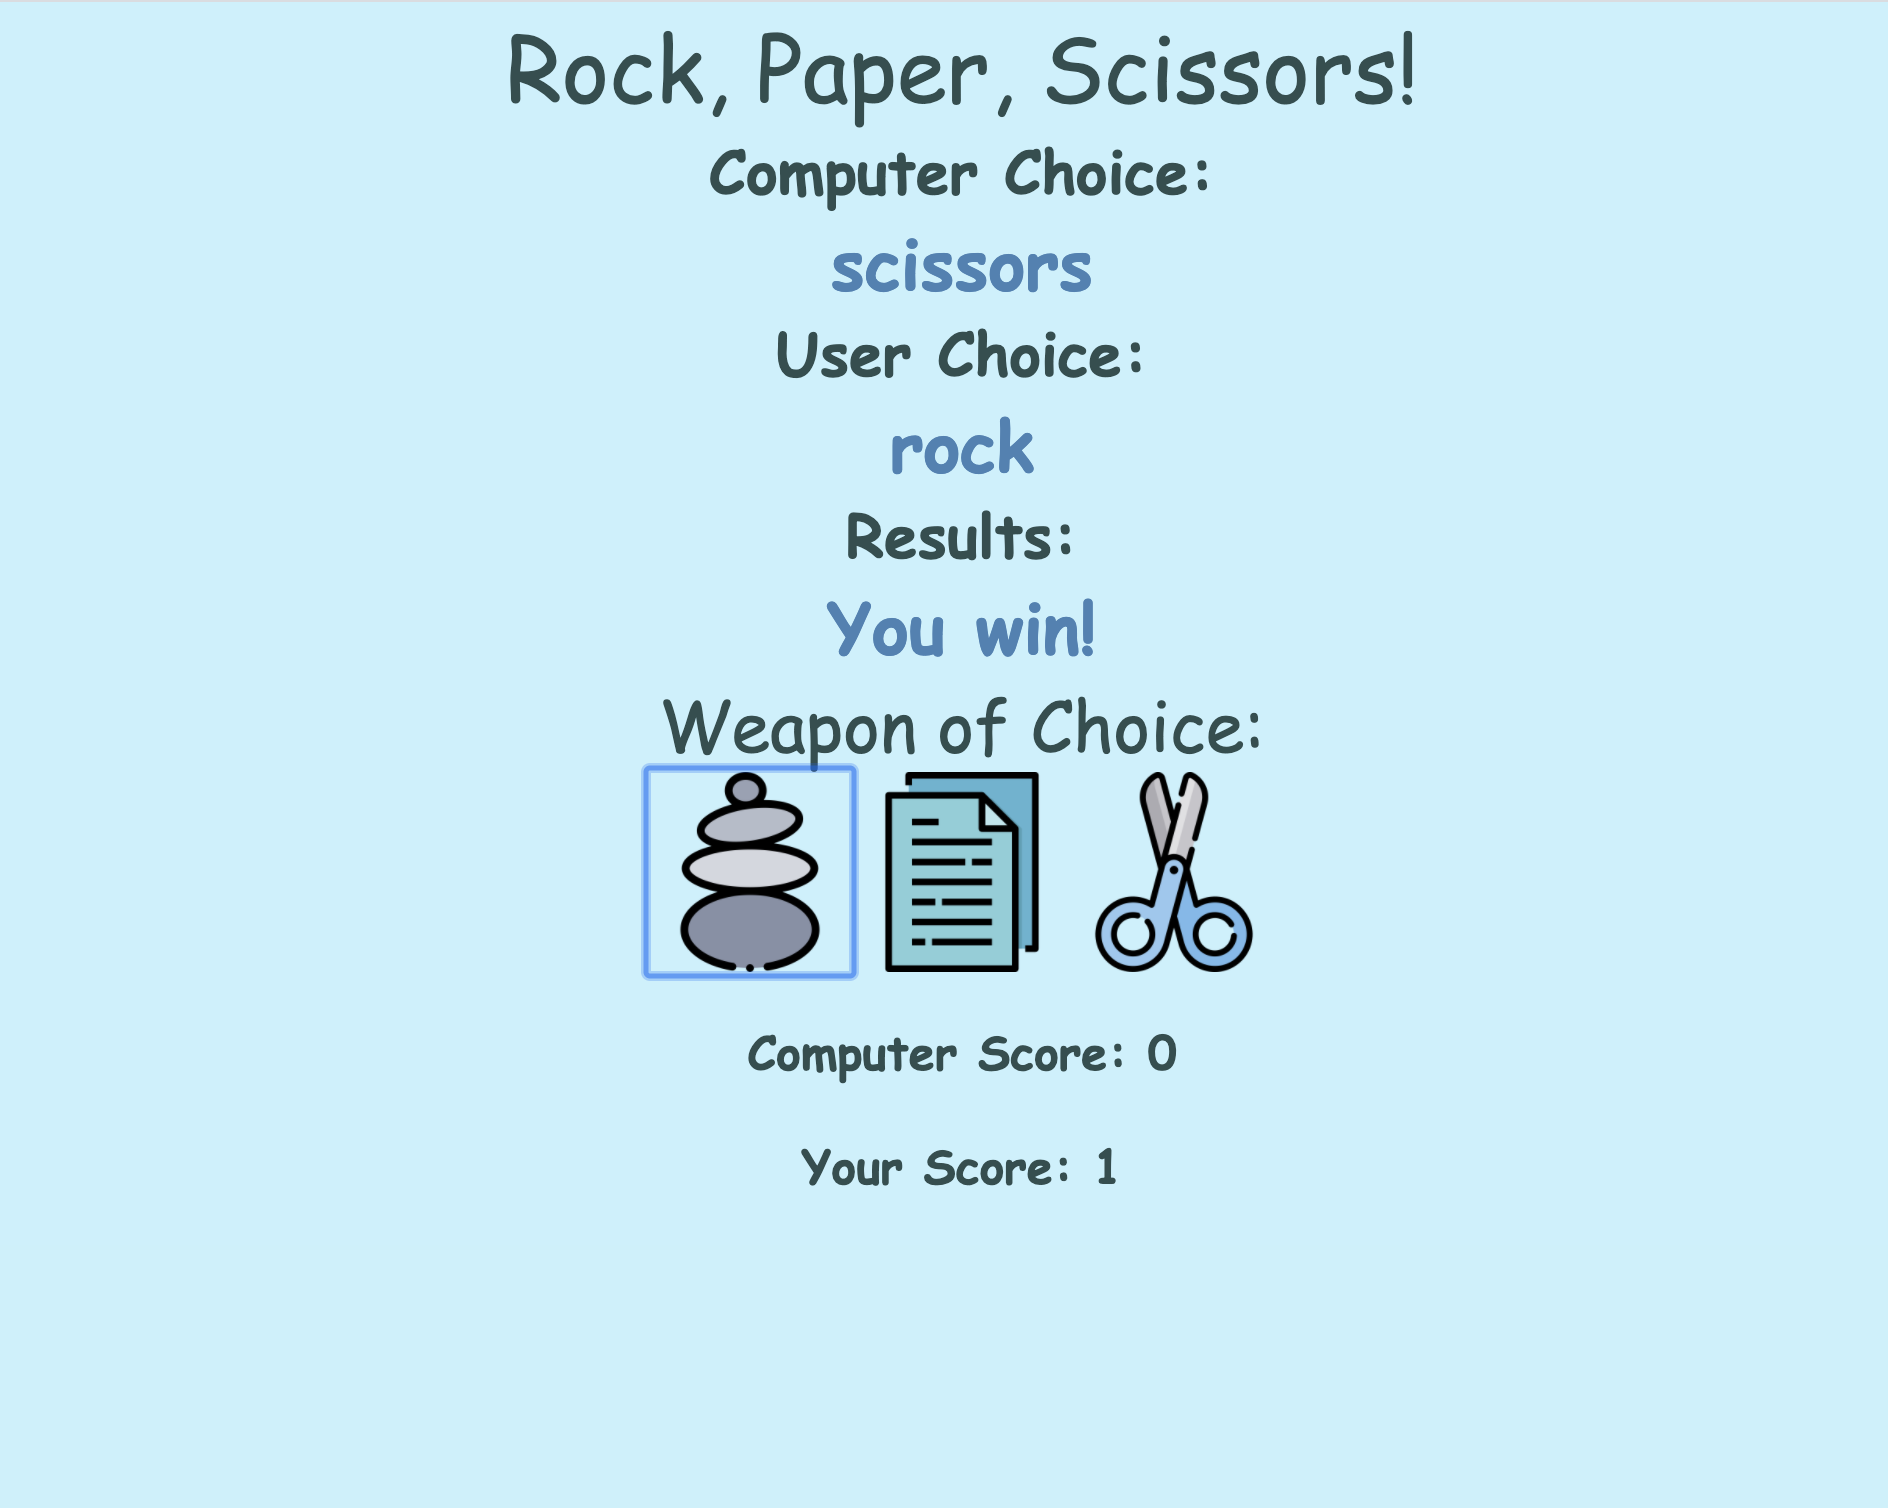 Rock, Paper, Scissors!
Computer Choice:
scissors
User Choice:
rock
Results:
You win!
Weapon of Choice:
Computer Score: 0
Your Score: 1